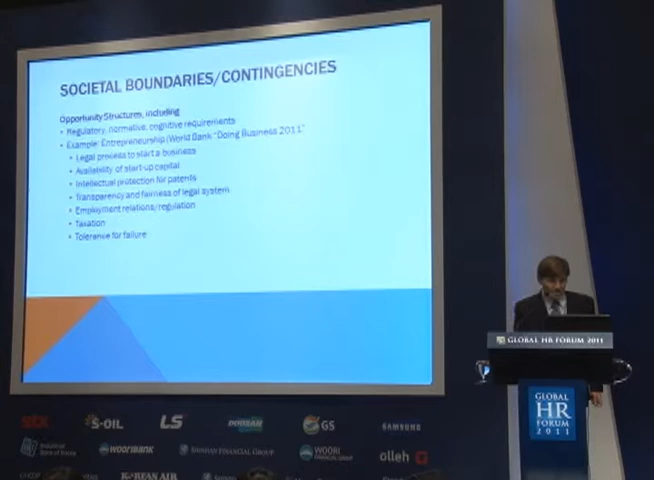 SOCIETAL BOUNDARIES/CONTINGENCIES
Opportunity Structures, including
• Regulatory, normative, cognitive requirements
• Example: Entrepreneurship (World Bank "Doing Business 2011"
• Legal process to start a business
• Availability of start-up capital
• Intellectual protection for patents
• Transparency and fairness of legal system
• Employment relations/regulation
• Taxation
• Tolerance for failure
GLOBAL HR FORUM 2011
GLOBAL
HR
FORUM
2011
stx
S-OIL
LS
DOOSAN
GS
SAMSUNG
Industrial
Bank of Korea
WOORI BANK
SHINHAN FINANCIAL GROUP
WOORI
FINANCIAL GROUP
olleh
KOREAN AIR